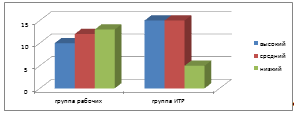 15
10
5
0
группа рабочих
группа ИТР
высокий
средний
низкий